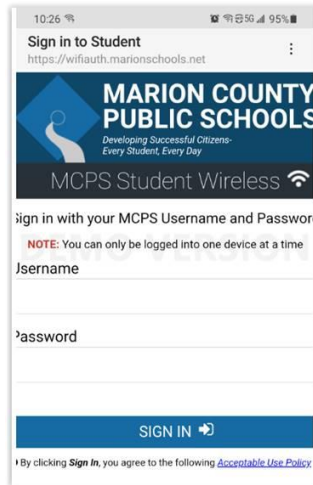 10:26
5G 95%
Sign in to Student
https://wifiauth.marionschools.net
MARION COUNTY
PUBLIC SCHOOLS
Developing Successful Citizens-
Every Student, Every Day
MCPS Student Wireless
Sign in with your MCPS Username and Passwor
NOTE: You can only be logged into one device at a time
DEMO VERSION
Username
Password
SIGN IN
By clicking Sign In, you agree to the following Acceptable Use Policy